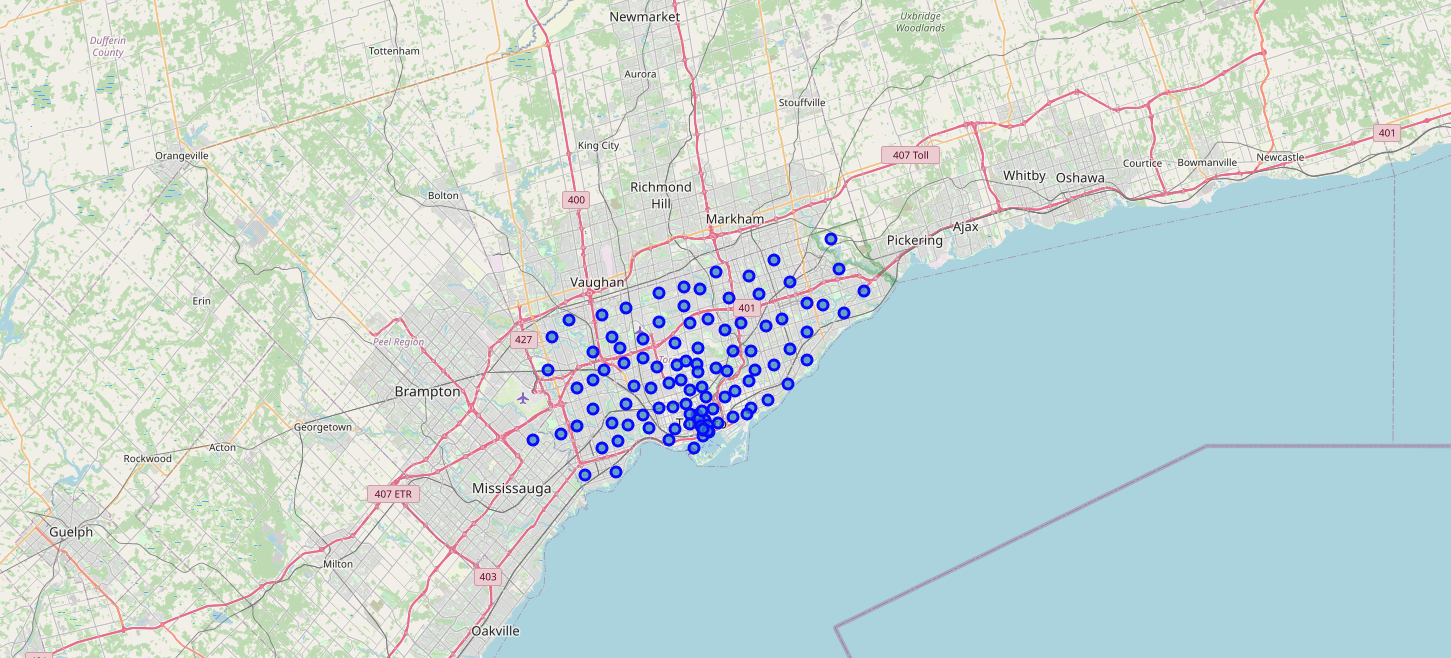 Newmarket
Uxbridge
Woodlands
Dufferin
County
Tottenham
Aurora
Stouffville
401
King City
Orangeville
407 Toll
Courtice
Bowmanville
Newcastle
Whitby
Oshawa
Richmond
Hill
Bolton
400
Markham
Ajax
Pickering
Vaughan
Erin
401
427
Peel Region
Brampton
Georgetown
Acton
Rockwood
Mississauga
407 ETR
Guelph
Milton
403
Oakville